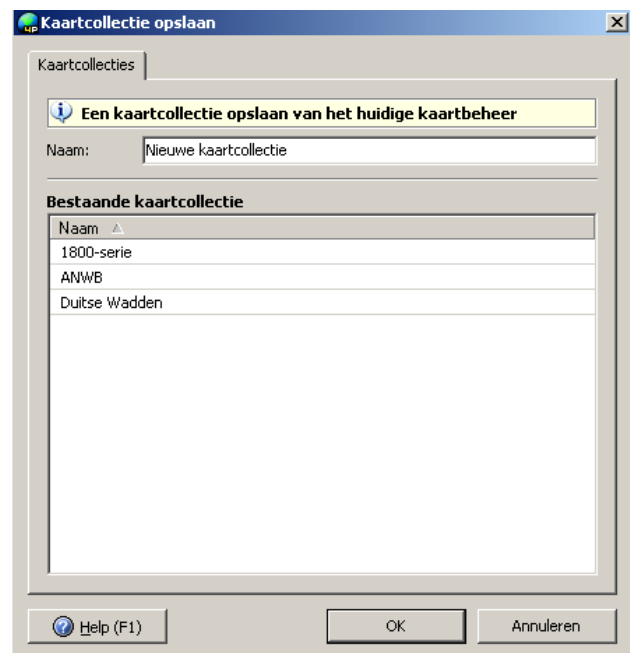 Kaartcollectie opslaan
Kaartcollecties
Een kaartcollectie opslaan van het huidige kaartbeheer
Naam: Nieuwe kaartcollectie
Bestaande kaartcollectie
Naam
1800-serie
ANWB
Duitse Wadden
Help (F1) OK Annuleren